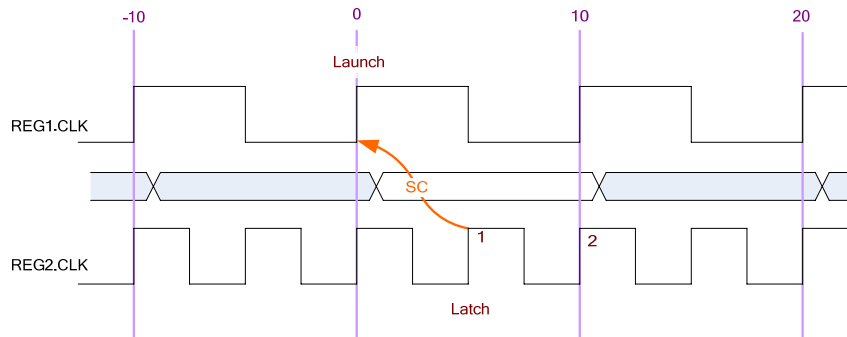 -10 0 10 20
Launch
REG1.CLK
SC
1 2
REG2.CLK
Latch